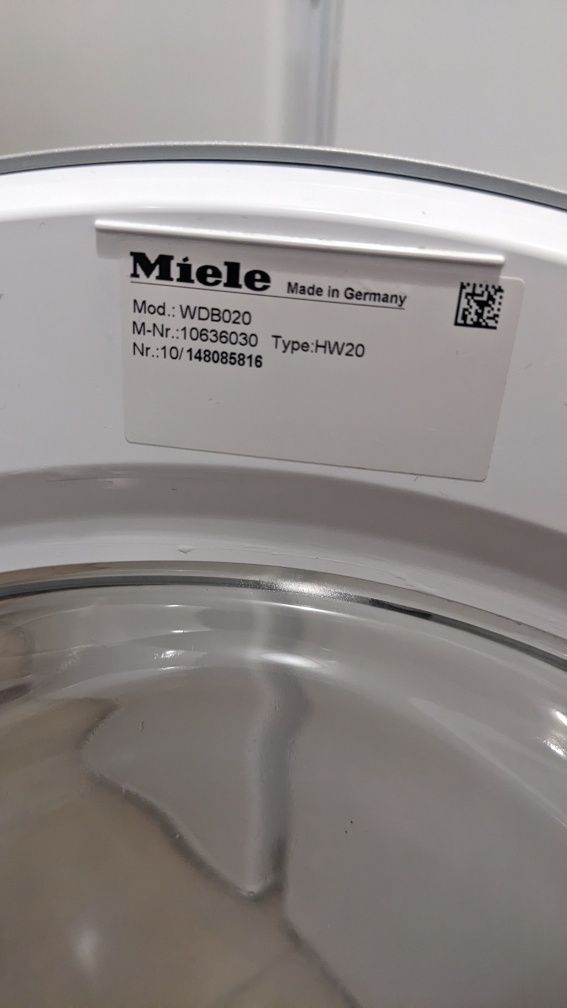 Miele Made in Germany
Mod.: WDB020
M-Nr.:10636030 Type:HW20
Nr.:10/148085816